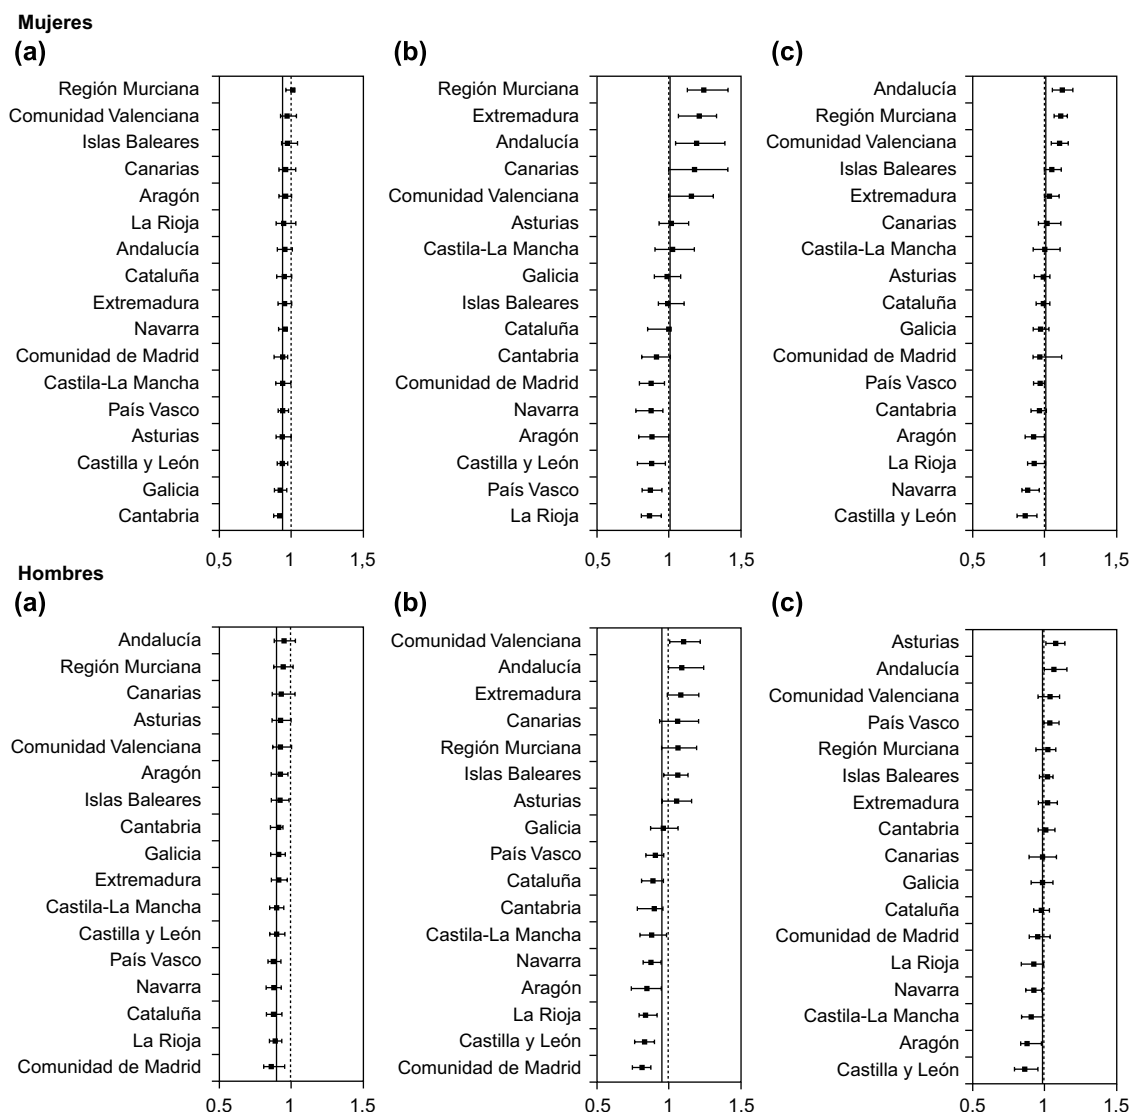 Mujeres
(a)
Región Murciana
Comunidad Valenciana
Islas Baleares
Canarias
Aragón
La Rioja
Andalucía
Cataluña
Extremadura
Navarra
Comunidad de Madrid
Castila-La Mancha
País Vasco
Asturias
Castilla y León
Galicia
Cantabria
0,5 1 1,5
(b)
Región Murciana
Extremadura
Andalucía
Canarias
Comunidad Valenciana
Asturias
Castila-La Mancha
Galicia
Islas Baleares
Cataluña
Cantabria
Comunidad de Madrid
Navarra
Aragón
Castilla y León
País Vasco
La Rioja
0,5 1 1,5
(c)
Andalucía
Región Murciana
Comunidad Valenciana
Islas Baleares
Extremadura
Canarias
Castila-La Mancha
Asturias
Cataluña
Galicia
Comunidad de Madrid
País Vasco
Cantabria
Aragón
La Rioja
Navarra
Castilla y León
0,5 1 1,5
Hombres
(a)
Andalucía
Región Murciana
Canarias
Asturias
Comunidad Valenciana
Aragón
Islas Baleares
Cantabria
Galicia
Extremadura
Castila-La Mancha
Castilla y León
País Vasco
Navarra
Cataluña
La Rioja
Comunidad de Madrid
0,5 1 1,5
(b)
Comunidad Valenciana
Andalucía
Extremadura
Canarias
Región Murciana
Islas Baleares
Asturias
Galicia
País Vasco
Cataluña
Cantabria
Castila-La Mancha
Navarra
Aragón
La Rioja
Castilla y León
Comunidad de Madrid
0,5 1 1,5
(c)
Asturias
Andalucía
Comunidad Valenciana
País Vasco
Región Murciana
Islas Baleares
Extremadura
Cantabria
Canarias
Galicia
Cataluña
Comunidad de Madrid
La Rioja
Navarra
Castila-La Mancha
Aragón
Castilla y León
0,5 1 1,5